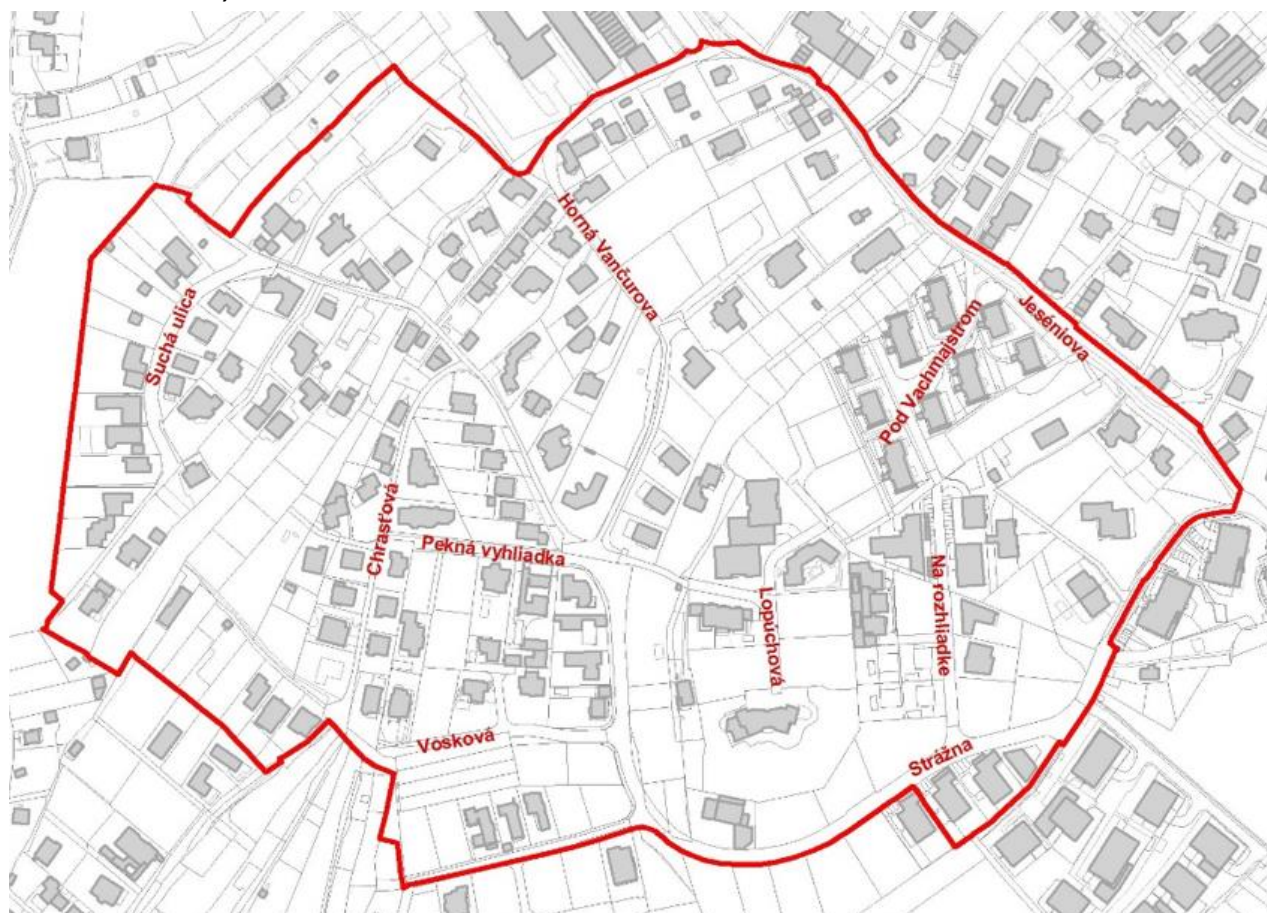 Horná Vančurova
Suchá ulica
Jeséniova
Pod Vachmajstrom
Chrasťová
Pekná vyhliadka
Na rozhliadke
Lopúchová
Vosková
Strážna